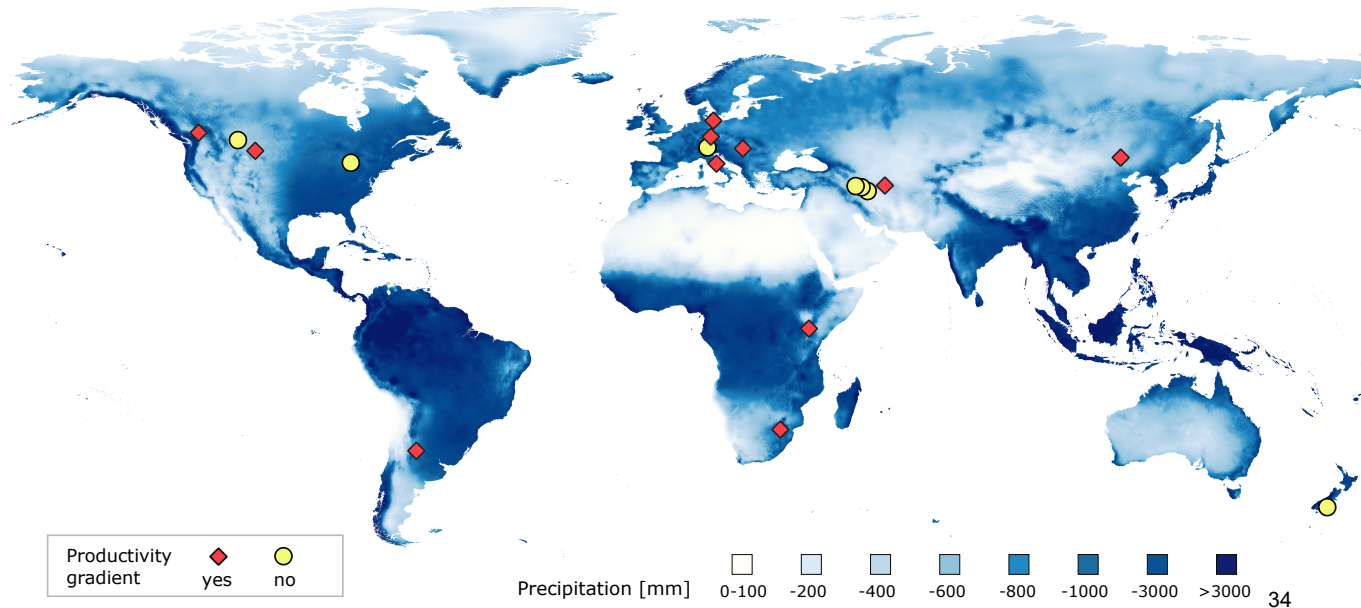 Productivity
gradient
yes
no
Precipitation [mm]
0-100
-200
-400
-600
-800
-1000
-3000
>3000
34